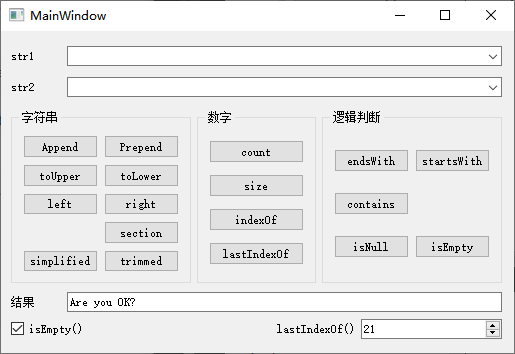 MainWindow
str1
str2
字符串 数字 逻辑判断
Append Prepend count endsWith startsWith
toUpper toLower size
left right indexOf contains
section
simplified trimmed lastIndexOf isNull isEmpty
结果 Are you OK?
isEmpty() lastIndexOf() 21